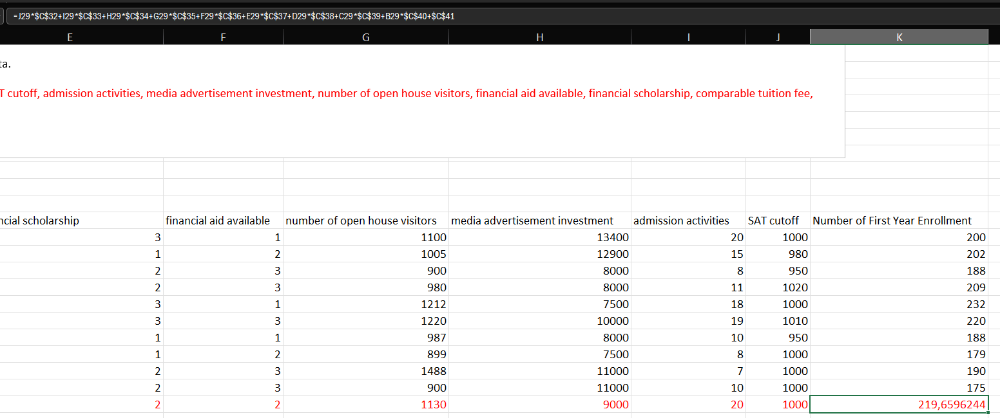 =J29*$C$32+I29*$C$33+H29*$C$34+G29*$C$35+F29*$C$36+E29*$C$37+D29*$C$38+C29*$C$39+B29*$C$40+$C$41
E F G H I J K
ta.
T cutoff, admission activities, media advertisement investment, number of open house visitors, financial aid available, financial scholarship, comparable tuition fee,
ncial scholarship financial aid available number of open house visitors media advertisement investment admission activities SAT cutoff Number of First Year Enrollment
3 1 1100 13400 20 1000 200
1 2 1005 12900 15 980 202
2 3 900 8000 8 950 188
2 3 980 8000 11 1020 209
3 1 1212 7500 18 1000 232
3 3 1220 10000 19 1010 220
1 1 987 8000 10 950 188
1 2 899 7500 8 1000 179
2 3 1488 11000 7 1000 190
2 3 900 11000 10 1000 175
2 2 1130 9000 20 1000 219,6596244